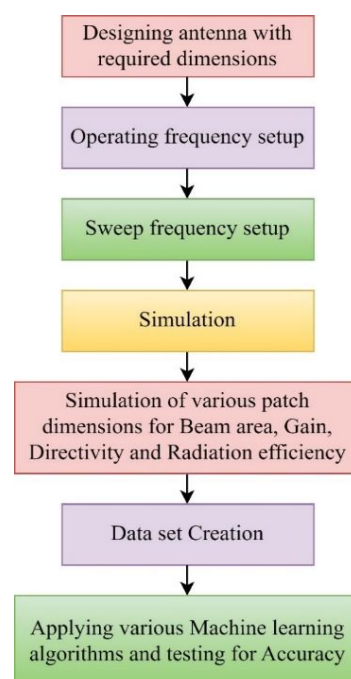 Designing antenna with
required dimensions
Operating frequency setup
Sweep frequency setup
Simulation
Simulation of various patch
dimensions for Beam area, Gain,
Directivity and Radiation efficiency
Data set Creation
Applying various Machine learning
algorithms and testing for Accuracy